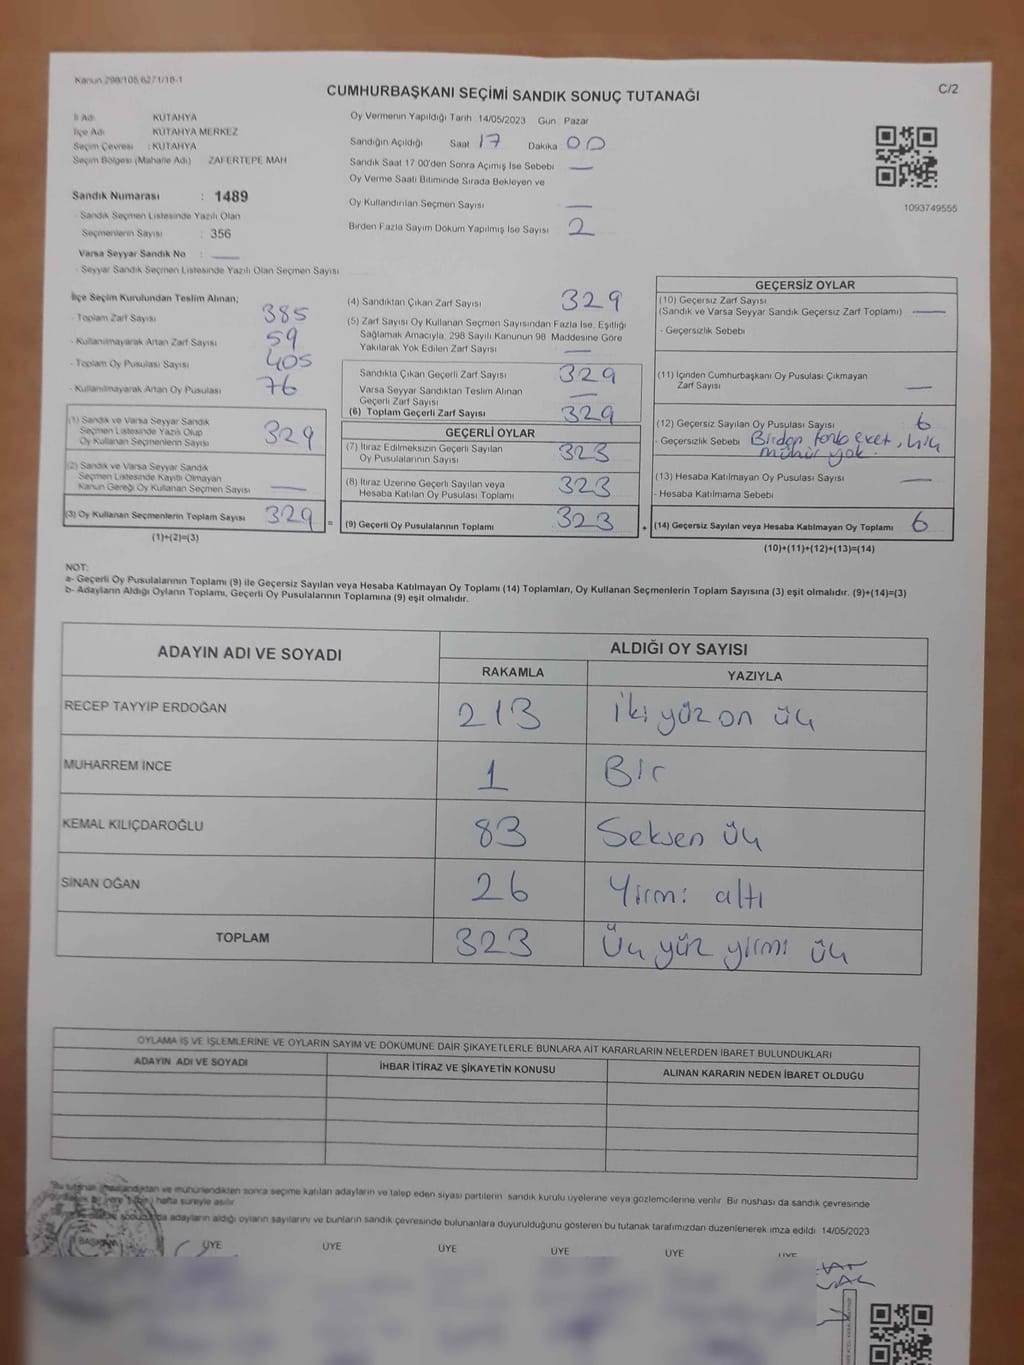 Kanun 298/105.6271/18-1
C/2
CUMHURBAŞKANI SEÇİMİ SANDIK SONUÇ TUTANAĞI
İl Adı : KÜTAHYA
İlçe Adı KÜTAHYA MERKEZ
Seçim Çevresi : KÜTAHYA
Seçim Bölgesi (Mahalle Adı) ZAFERTEPE MAH
Sandık Numarası : 1489
- Sandık Seçmen Listesinde Yazılı Olan
Seçmenlerin Sayısı : 356
Varsa Seyyar Sandık No :
- Seyyar Sandık Seçmen Listesinde Yazılı Olan Seçmen Sayısı
Oy Vermenin Yapıldığı Tarih 14/05/2023 Gün Pazar
Sandığın Açıldığı Saat 17 Dakika 00
Sandık Saat 17 00'den Sonra Açılmış İse Sebebi —
Oy Verme Saati Bitiminde Sırada Bekleyen ve
Oy Kullandırılan Seçmen Sayısı —
Birden Fazla Sayım Döküm Yapılmış İse Sayısı 2
1093749555
İlçe Seçim Kurulundan Teslim Alınan;
- Toplam Zarf Sayısı 385
- Kullanılmayarak Artan Zarf Sayısı 59
- Toplam Oy Pusulası Sayısı 405
- Kullanılmayarak Artan Oy Pusulası 76
(1) Sandık ve Varsa Seyyar Sandık
Seçmen Listesinde Yazılı Olup
Oy Kullanan Seçmenlerin Sayısı 329
(2) Sandık ve Varsa Seyyar Sandık
Seçmen Listesinde Kayıtlı Olmayan
Kanun Gereği Oy Kullanan Seçmen Sayısı —
(3) Oy Kullanan Seçmenlerin Toplam Sayısı 329 =
(1)+(2)=(3)
(4) Sandıktan Çıkan Zarf Sayısı 329
(5) Zarf Sayısı Oy Kullanan Seçmen Sayısından Fazla İse, Eşitliği
Sağlamak Amacıyla, 298 Sayılı Kanunun 98 Maddesine Göre
Yakılarak Yok Edilen Zarf Sayısı —
Sandıkta Çıkan Geçerli Zarf Sayısı 329
Varsa Seyyar Sandıktan Teslim Alınan
Geçerli Zarf Sayısı —
(6) Toplam Geçerli Zarf Sayısı 329
GEÇERLİ OYLAR
(7) İtiraz Edilmeksizin Geçerli Sayılan
Oy Pusulalarının Sayısı 323
(8) İtiraz Üzerine Geçerli Sayılan veya
Hesaba Katılan Oy Pusulası Toplamı 323
(9) Geçerli Oy Pusulalarının Toplamı 323 +
GEÇERSİZ OYLAR
(10) Geçersiz Zarf Sayısı
(Sandık ve Varsa Seyyar Sandık Geçersiz Zarf Toplamı) —
- Geçersizlik Sebebi
(11) İçinden Cumhurbaşkanı Oy Pusulası Çıkmayan
Zarf Sayısı —
(12) Geçersiz Sayılan Oy Pusulası Sayısı 6
- Geçersizlik Sebebi Birden fazla evet, hiç
mühür yok.
(13) Hesaba Katılmayan Oy Pusulası Sayısı —
- Hesaba Katılmama Sebebi
(14) Geçersiz Sayılan veya Hesaba Katılmayan Oy Toplamı 6
(10)+(11)+(12)+(13)=(14)
NOT:
a- Geçerli Oy Pusulalarının Toplamı (9) ile Geçersiz Sayılan veya Hesaba Katılmayan Oy Toplamı (14) Toplamları, Oy Kullanan Seçmenlerin Toplam Sayısına (3) eşit olmalıdır. (9)+(14)=(3)
b- Adayların Aldığı Oyların Toplamı, Geçerli Oy Pusulalarının Toplamına (9) eşit olmalıdır.
ADAYIN ADI VE SOYADI
ALDIĞI OY SAYISI
RAKAMLA YAZIYLA
RECEP TAYYİP ERDOĞAN 213 İki yüz on üç
MUHARREM İNCE 1 Bir
KEMAL KILIÇDAROĞLU 83 Seksen üç
SİNAN OĞAN 26 Yirmi altı
TOPLAM 323 Üç yüz yirmi üç
OYLAMA İŞ VE İŞLEMLERİNE VE OYLARIN SAYIM VE DÖKÜMÜNE DAİR ŞİKAYETLERLE BUNLARA AİT KARARLARIN NELERDEN İBARET BULUNDUKLARI
ADAYIN ADI VE SOYADI İHBAR İTİRAZ VE ŞİKAYETİN KONUSU ALINAN KARARIN NEDEN İBARET OLDUĞU
ve mühürlendikten sonra seçime katılan adayların ve talep eden siyasi partilerin sandık kurulu üyelerine veya gözlemcilerine verilir. Bir nüshası da sandık çevresinde
hafta süreyle asılır
adayların aldığı oyların sayılarını ve bunların sandık çevresinde bulunanlara duyurulduğunu gösteren bu tutanak tarafımızdan düzenlenerek imza edildi 14/05/2023
BAŞKAN ÜYE ÜYE ÜYE ÜYE ÜYE ÜYE